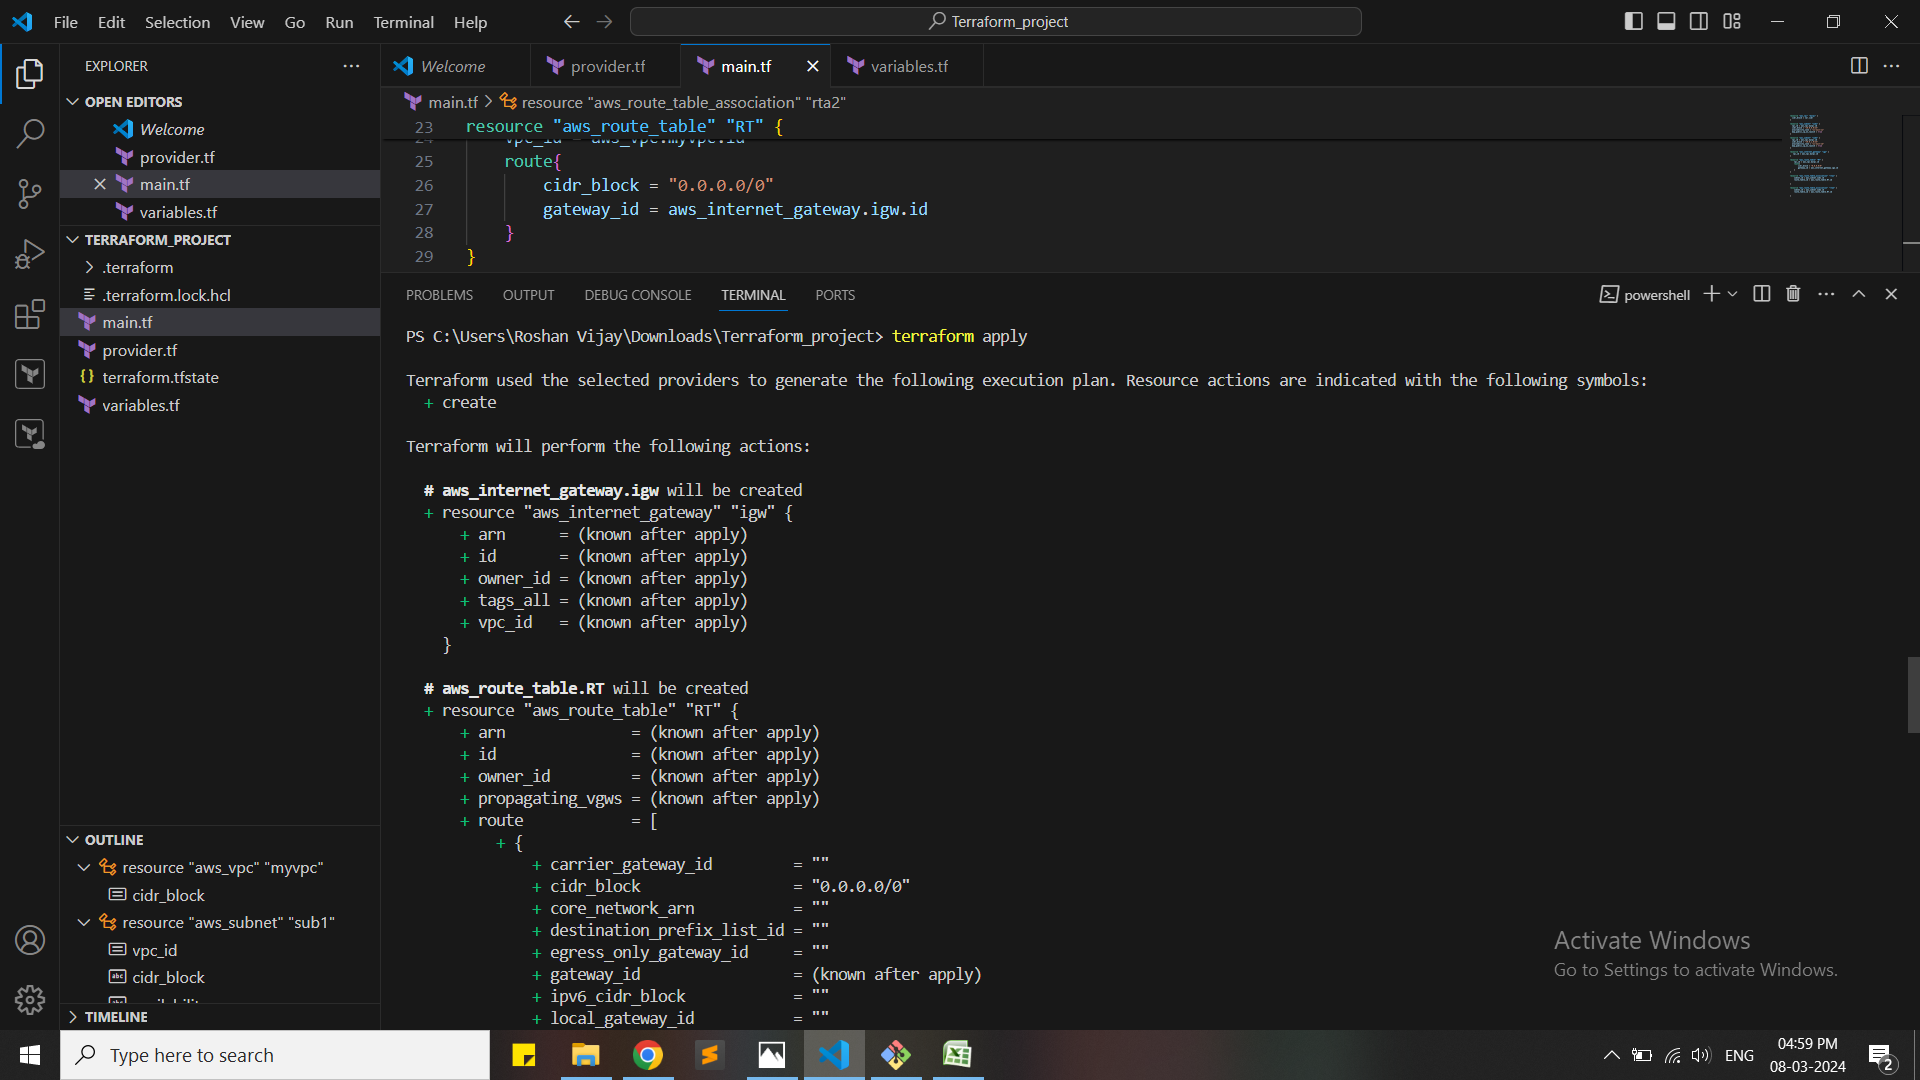 File Edit Selection View Go Run Terminal Help
Terraform_project
EXPLORER
OPEN EDITORS
Welcome
provider.tf
main.tf
variables.tf
TERRAFORM_PROJECT
.terraform
.terraform.lock.hcl
main.tf
provider.tf
terraform.tfstate
variables.tf
OUTLINE
resource "aws_vpc" "myvpc"
cidr_block
resource "aws_subnet" "sub1"
vpc_id
cidr_block
TIMELINE
Welcome provider.tf main.tf variables.tf
main.tf > resource "aws_route_table_association" "rta2"
23 resource "aws_route_table" "RT" {
24 vpc_id = aws_vpc.myvpc.id
25 route{
26 cidr_block = "0.0.0.0/0"
27 gateway_id = aws_internet_gateway.igw.id
28 }
29 }
PROBLEMS OUTPUT DEBUG CONSOLE TERMINAL PORTS
powershell
PS C:\Users\Roshan Vijay\Downloads\Terraform_project> terraform apply
Terraform used the selected providers to generate the following execution plan. Resource actions are indicated with the following symbols:
+ create
Terraform will perform the following actions:
# aws_internet_gateway.igw will be created
+ resource "aws_internet_gateway" "igw" {
+ arn = (known after apply)
+ id = (known after apply)
+ owner_id = (known after apply)
+ tags_all = (known after apply)
+ vpc_id = (known after apply)
}
# aws_route_table.RT will be created
+ resource "aws_route_table" "RT" {
+ arn = (known after apply)
+ id = (known after apply)
+ owner_id = (known after apply)
+ propagating_vgws = (known after apply)
+ route = [
+ {
+ carrier_gateway_id = ""
+ cidr_block = "0.0.0.0/0"
+ core_network_arn = ""
+ destination_prefix_list_id = ""
+ egress_only_gateway_id = ""
+ gateway_id = (known after apply)
+ ipv6_cidr_block = ""
+ local_gateway_id = ""
Activate Windows
Go to Settings to activate Windows.
Type here to search
ENG
04:59 PM
08-03-2024
2